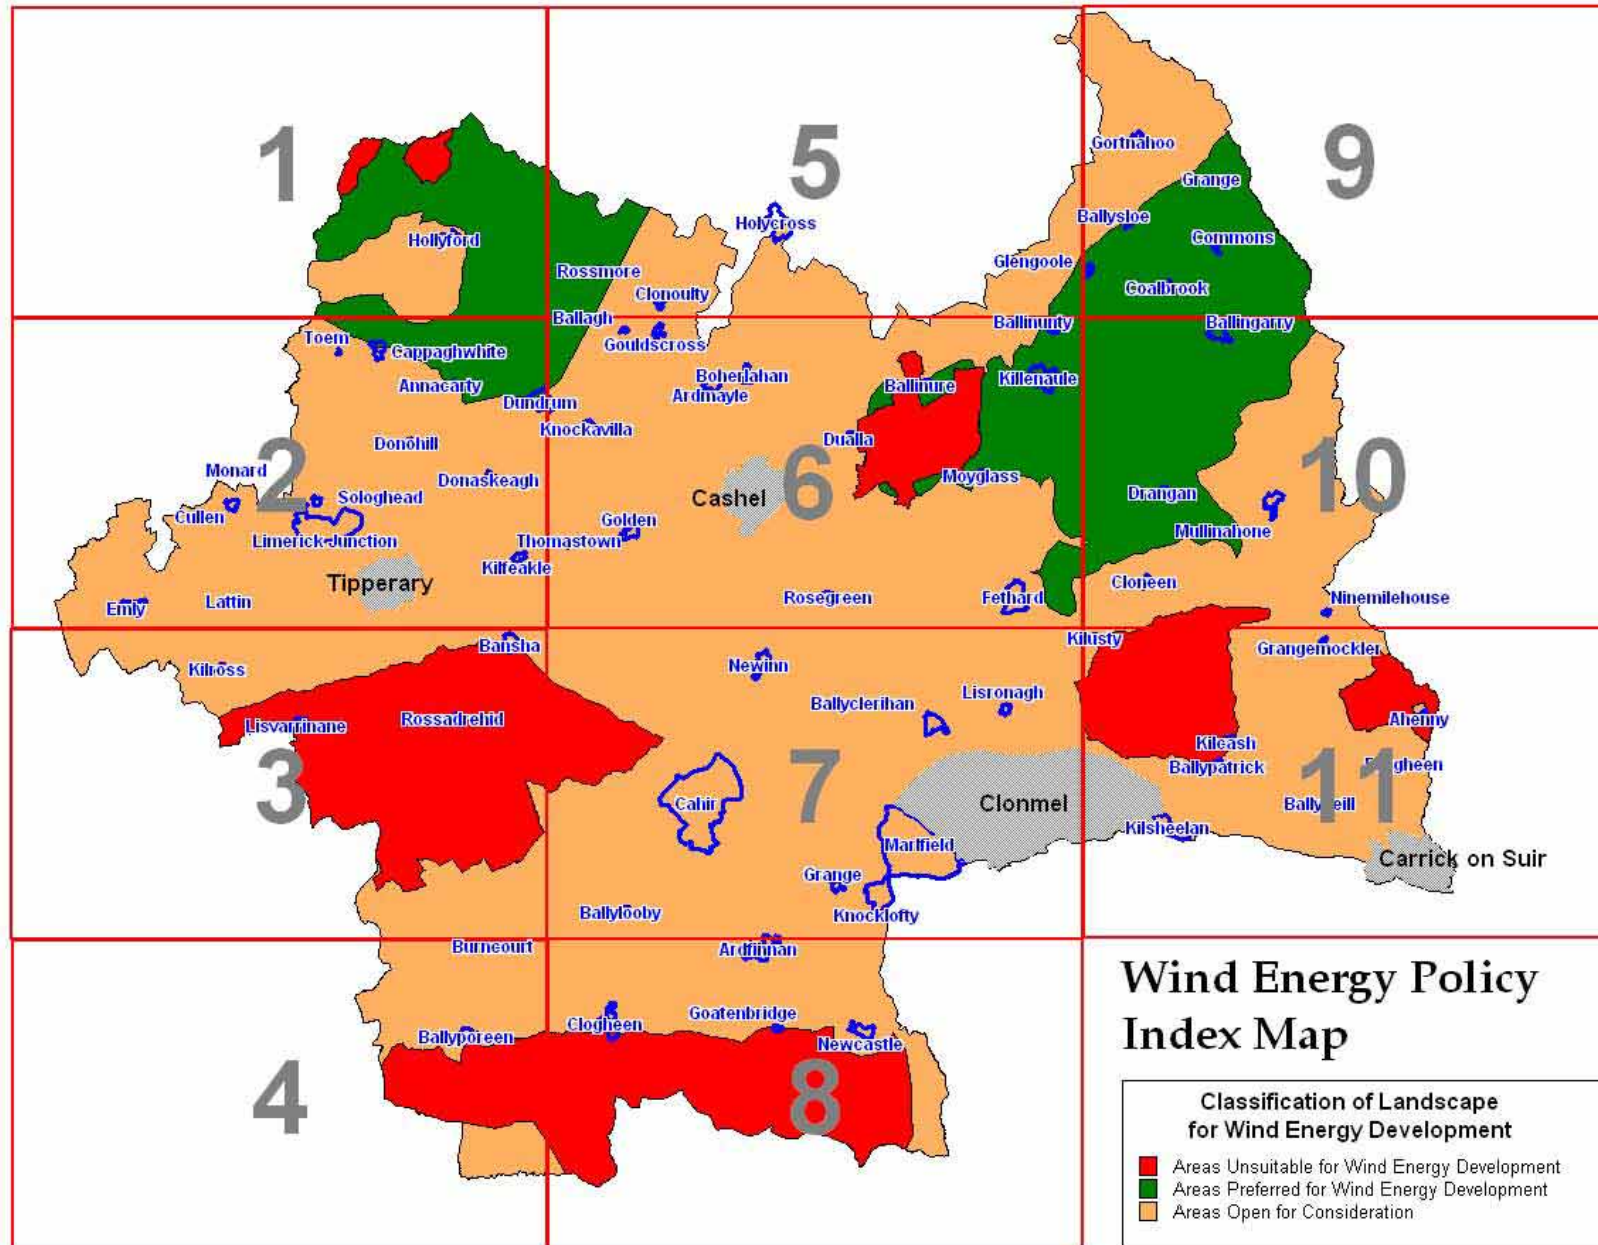 1
5
9
Gortnahoo
Grange
Ballysloe
Holycross
Commons
Hollyford
Glengoole
Rossmore
Coalbrook
Clonoulty
Ballagh
Ballinunty
Ballingarry
Toem
Gouldscross
Cappaghwhite
Boherlahan
Killenaule
Annacarty
Ballinure
Ardmayle
Dundrum
Knockavilla
Dualla
Donohill
2
6
10
Monard
Donaskeagh
Moyglass
Sologhead
Cashel
Drangan
Cullen
Golden
Mullinahone
Limerick Junction
Thomastown
Kilfeakle
Tipperary
Cloneen
Emly
Lattin
Rosegreen
Fethard
Ninemilehouse
Kilusty
Bansha
Grangemockler
Kilross
Newinn
Lisronagh
Ballyclerihan
Lisvarrinane
Rossadrehid
Ahenny
Kilcash
Ballypatrick
3
7
11
Cahir
Clonmel
Kilsheelan
Marlfield
Carrick on Suir
Grange
Knocklofty
Ballylooby
Burncourt
Ardfinnan
Goatenbridge
Clogheen
Ballyporeen
Newcastle
4
8
Wind Energy Policy
Index Map
Classification of Landscape
for Wind Energy Development
Areas Unsuitable for Wind Energy Development
Areas Preferred for Wind Energy Development
Areas Open for Consideration